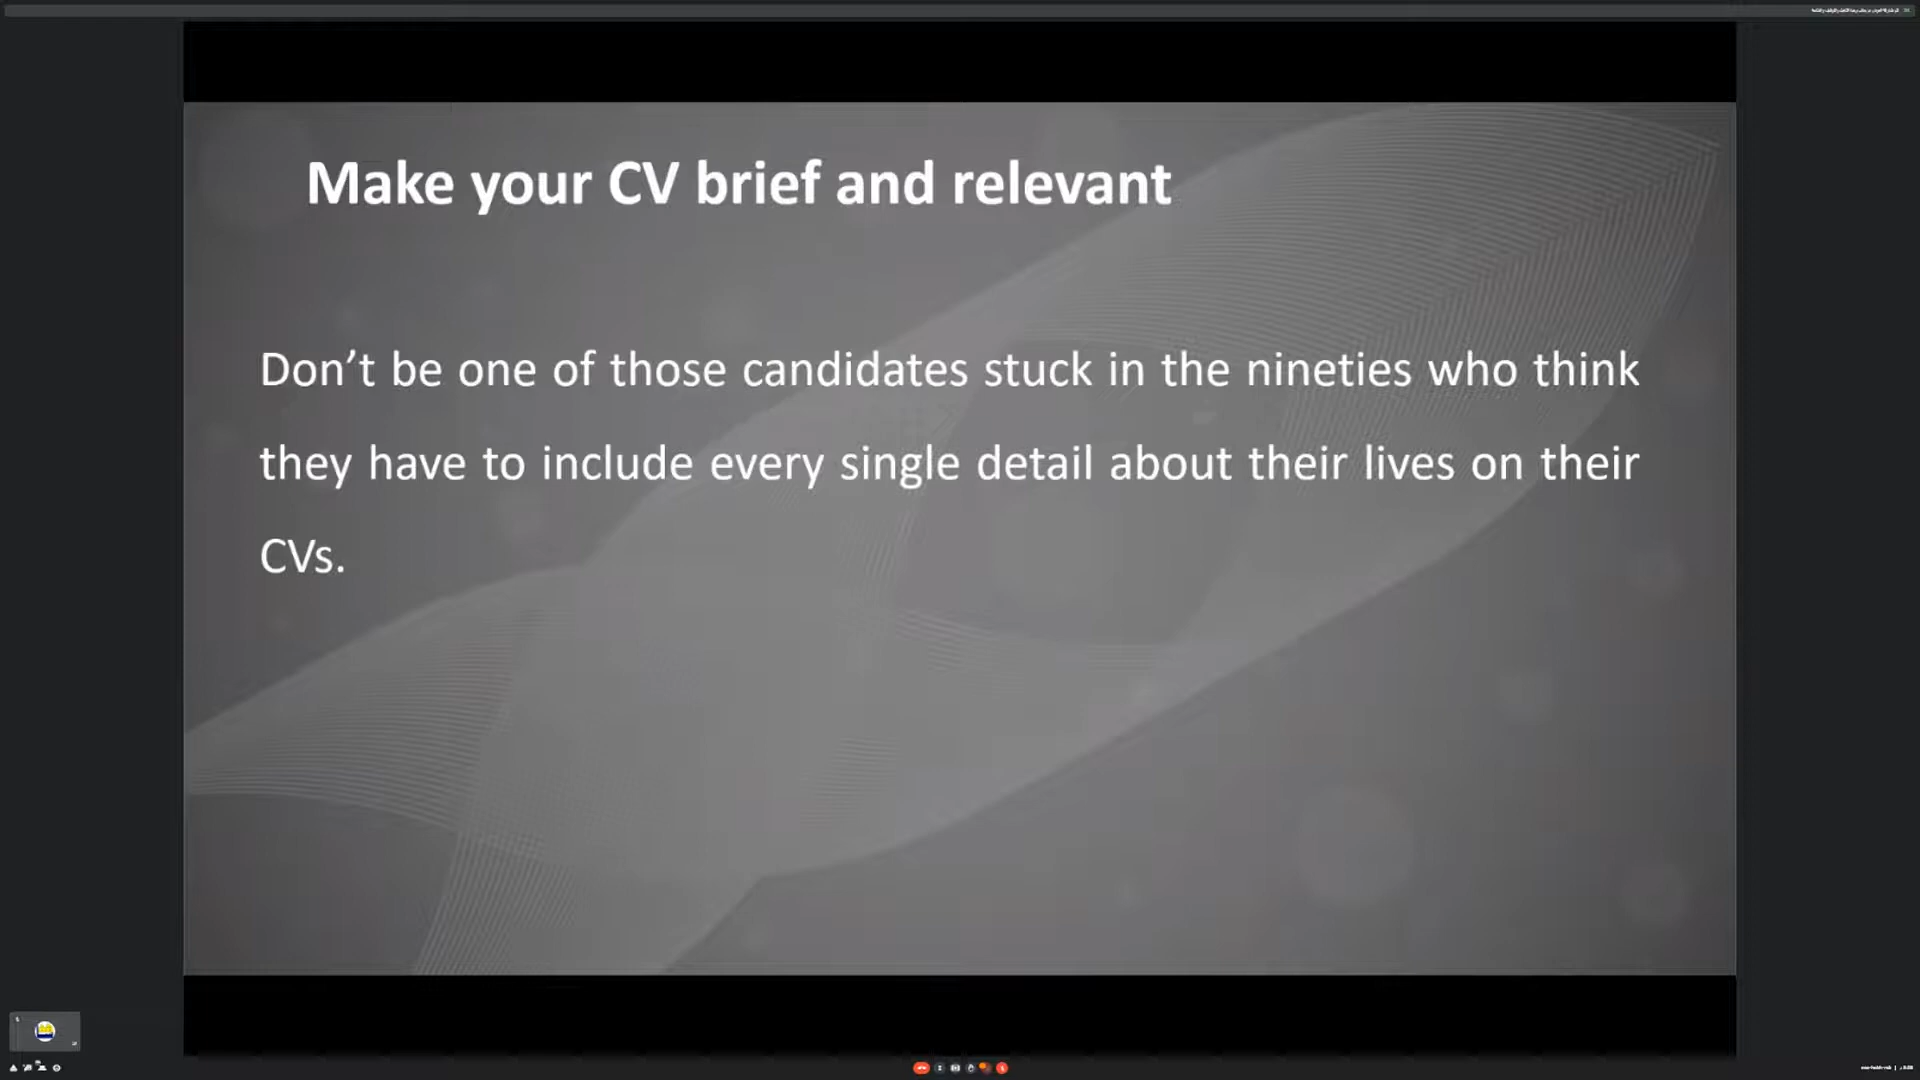 Make your CV brief and relevant
Don’t be one of those candidates stuck in the nineties who think
they have to include every single detail about their lives on their
CVs.